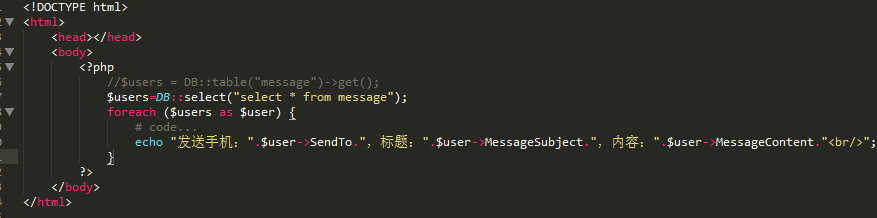 <!DOCTYPE html>
<html>
<head></head>
<body>
<?php
//$users = DB::table("message")->get();
$users=DB::select("select * from message");
foreach ($users as $user) {
# code...
echo "发送手机：".$user->SendTo.", 标题：".$user->MessageSubject.", 内容：".$user->MessageContent."<br/>";
}
?>
</body>
</html>